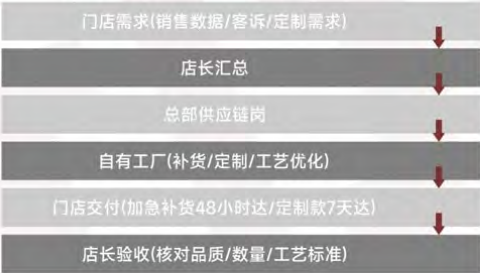 门店需求(销售数据/客诉/定制需求)
店长汇总
总部供应链岗
自有工厂(补货/定制/工艺优化)
门店交付(加急补货48小时达/定制款7天达)
店长验收(核对品质/数量/工艺标准)